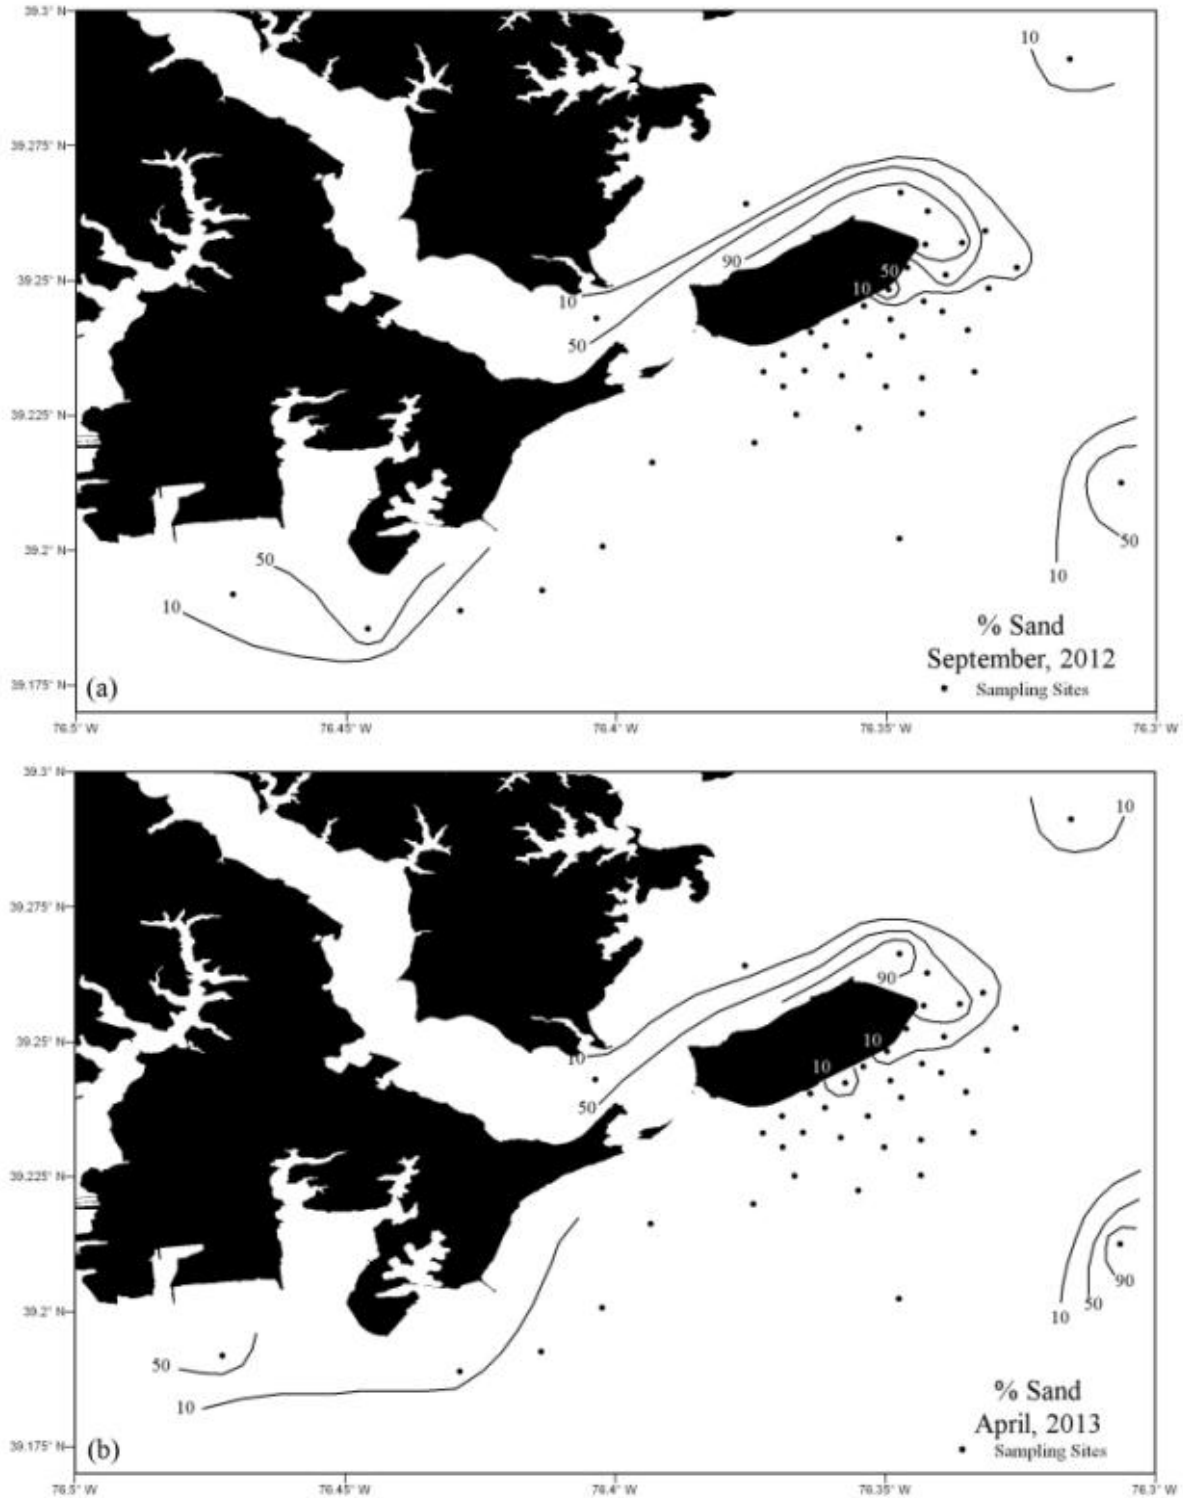 39.3° N
10
39.275° N
90
39.25° N
50
10
10
50
39.225° N
39.2° N
50
50
10
10
% Sand
September, 2012
Sampling Sites
39.175° N
(a)
76.5° W 76.45° W 76.4° W 76.35° W 76.3° W
39.3° N
10
39.275° N
90
39.25° N
10
10
10
50
39.225° N
90
39.2° N
50
10
50
10
% Sand
April, 2013
Sampling Sites
39.175° N
(b)
76.5° W 76.45° W 76.4° W 76.35° W 76.3° W